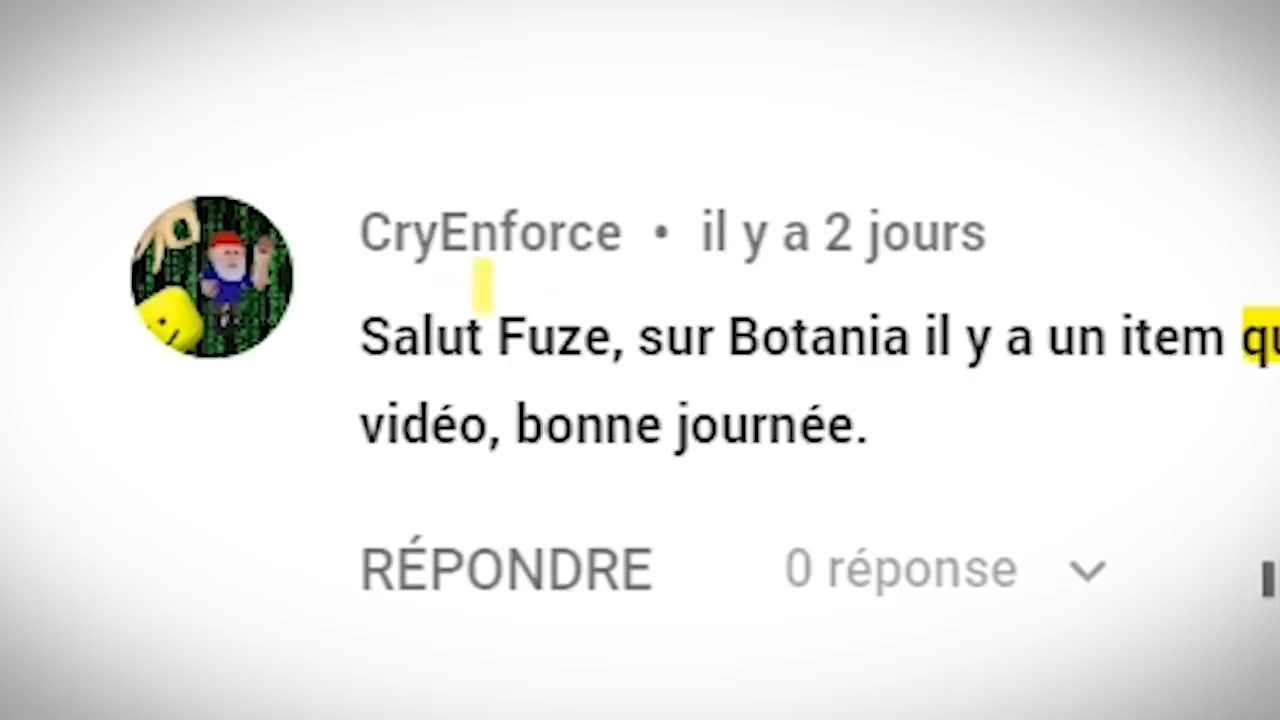 CryEnforce • il y a 2 jours
Salut Fuze, sur Botania il y a un item
vidéo, bonne journée.
RÉPONDRE 0 réponse